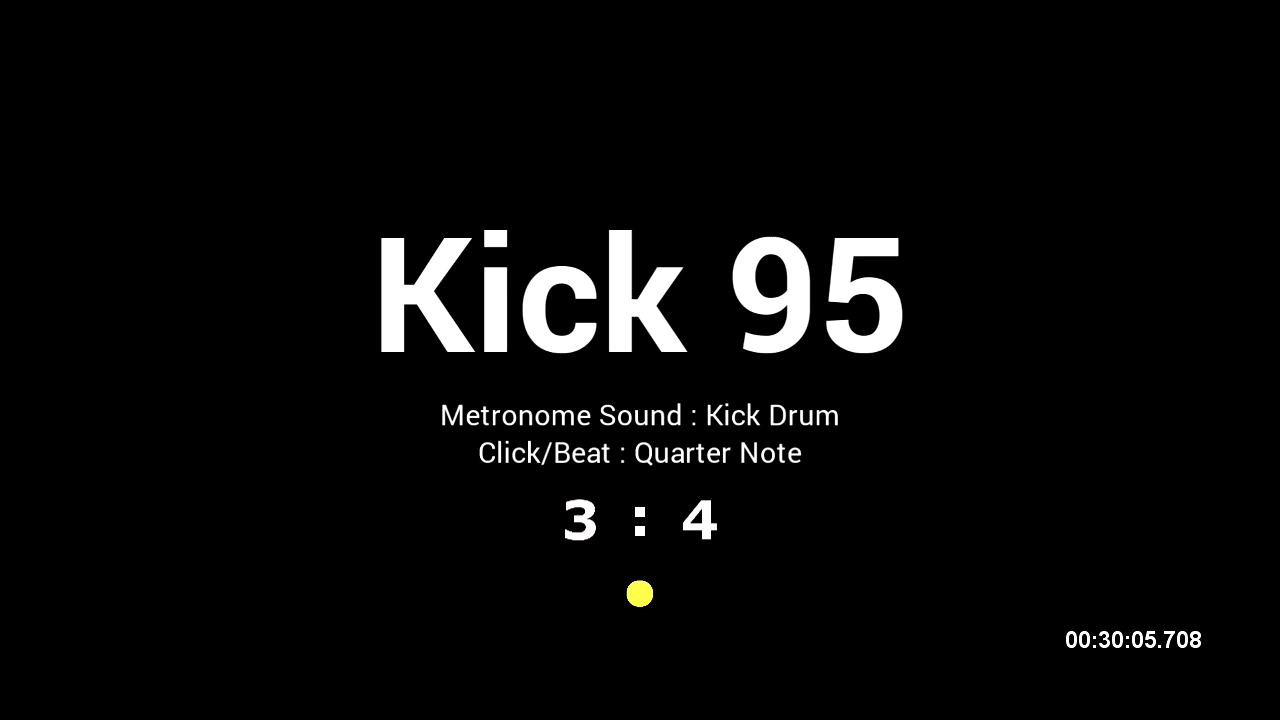 Kick 95
Metronome Sound : Kick Drum
Click/Beat : Quarter Note
3 : 4
00:30:05.708